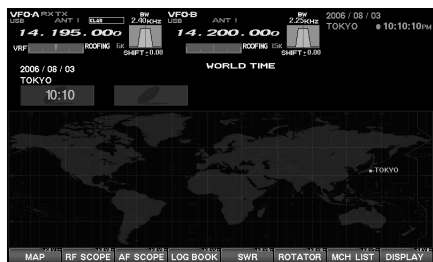 VFO-A RX TX
USB ANT 1 CLAR BW 2.40KHZ
14.195.000
ROOFING 15K
VRF
SHIFT ± 0.00
VFO-B
USB ANT 1 BW 2.25KHZ
14.200.000
ROOFING 15K
SHIFT ± 0.00
2006 / 08 / 03
TOKYO 10:10:10PM
WORLD TIME
2006 / 08 / 03
TOKYO
10:10
TOKYO
MAP RF SCOPE AF SCOPE LOG BOOK SWR ROTATOR MCH LIST DISPLAY